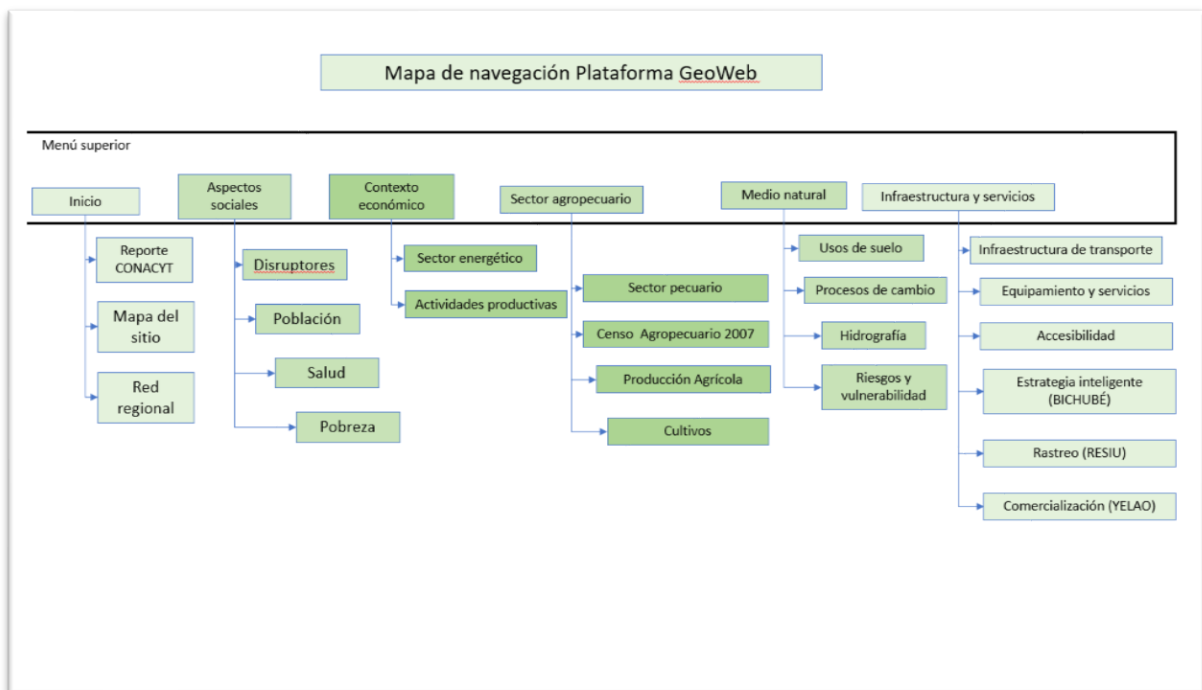 Mapa de navegación Plataforma GeoWeb
Menú superior
Inicio
Reporte
CONACYT
Mapa del
sitio
Red
regional
Aspectos
sociales
Disruptores
Población
Salud
Pobreza
Contexto
económico
Sector energético
Actividades productivas
Sector agropecuario
Sector pecuario
Censo Agropecuario 2007
Producción Agrícola
Cultivos
Medio natural
Usos de suelo
Procesos de cambio
Hidrografía
Riesgos y
vulnerabilidad
Infraestructura y servicios
Infraestructura de transporte
Equipamiento y servicios
Accesibilidad
Estrategia inteligente
(BICHUBÉ)
Rastreo (RESIU)
Comercialización (YELAO)